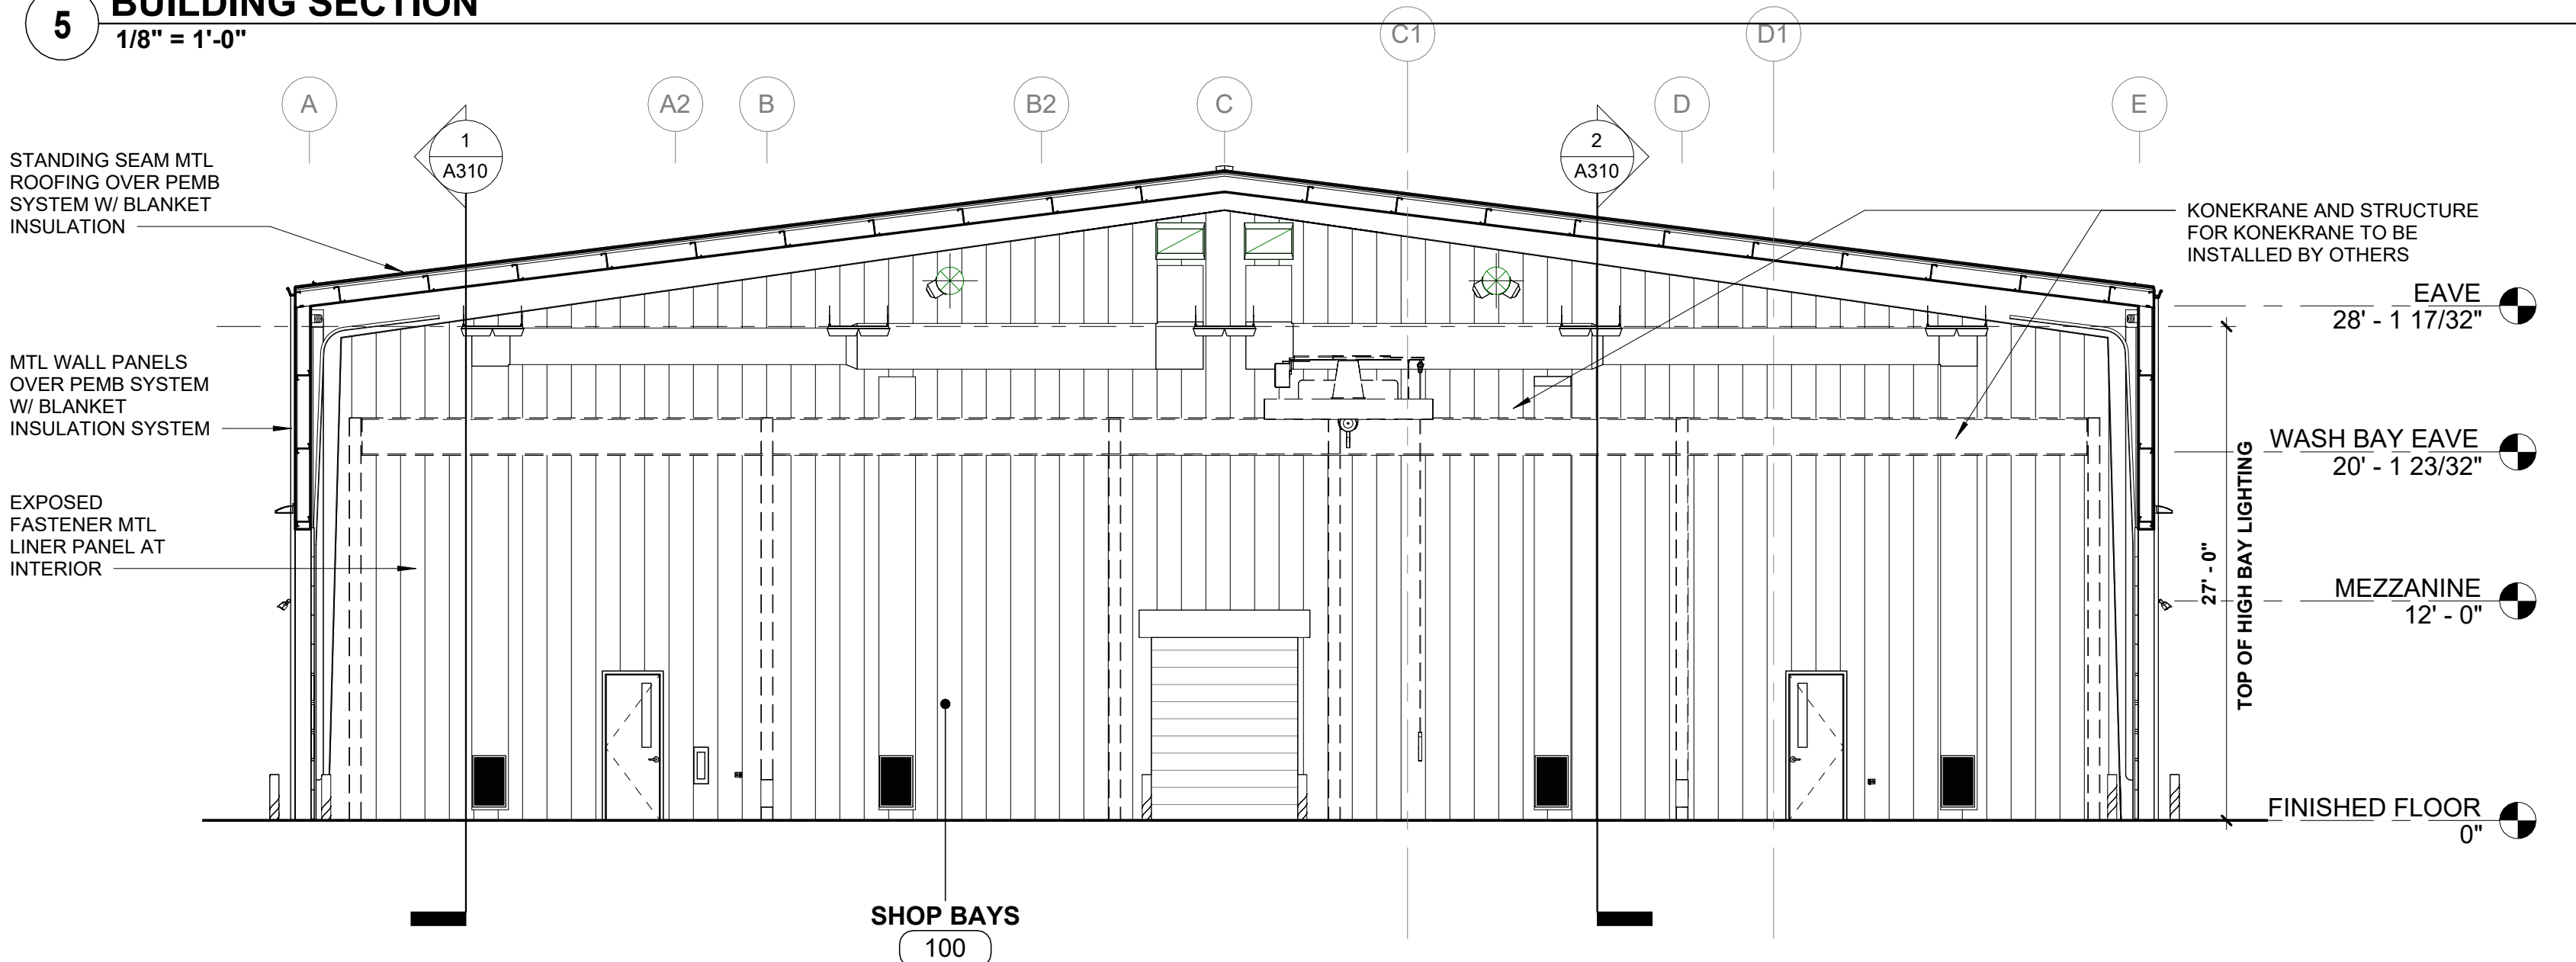 5
BUILDING SECTION
1/8" = 1'-0"
C1
D1
A
A2
B
B2
C
D
E
1
A310
2
A310
STANDING SEAM MTL
ROOFING OVER PEMB
SYSTEM W/ BLANKET
INSULATION
MTL WALL PANELS
OVER PEMB SYSTEM
W/ BLANKET
INSULATION SYSTEM
EXPOSED
FASTENER MTL
LINER PANEL AT
INTERIOR
KONEKRANE AND STRUCTURE
FOR KONEKRANE TO BE
INSTALLED BY OTHERS
EAVE
28' - 1 17/32"
WASH BAY EAVE
20' - 1 23/32"
MEZZANINE
12' - 0"
FINISHED FLOOR
0"
27' - 0"
TOP OF HIGH BAY LIGHTING
SHOP BAYS
100